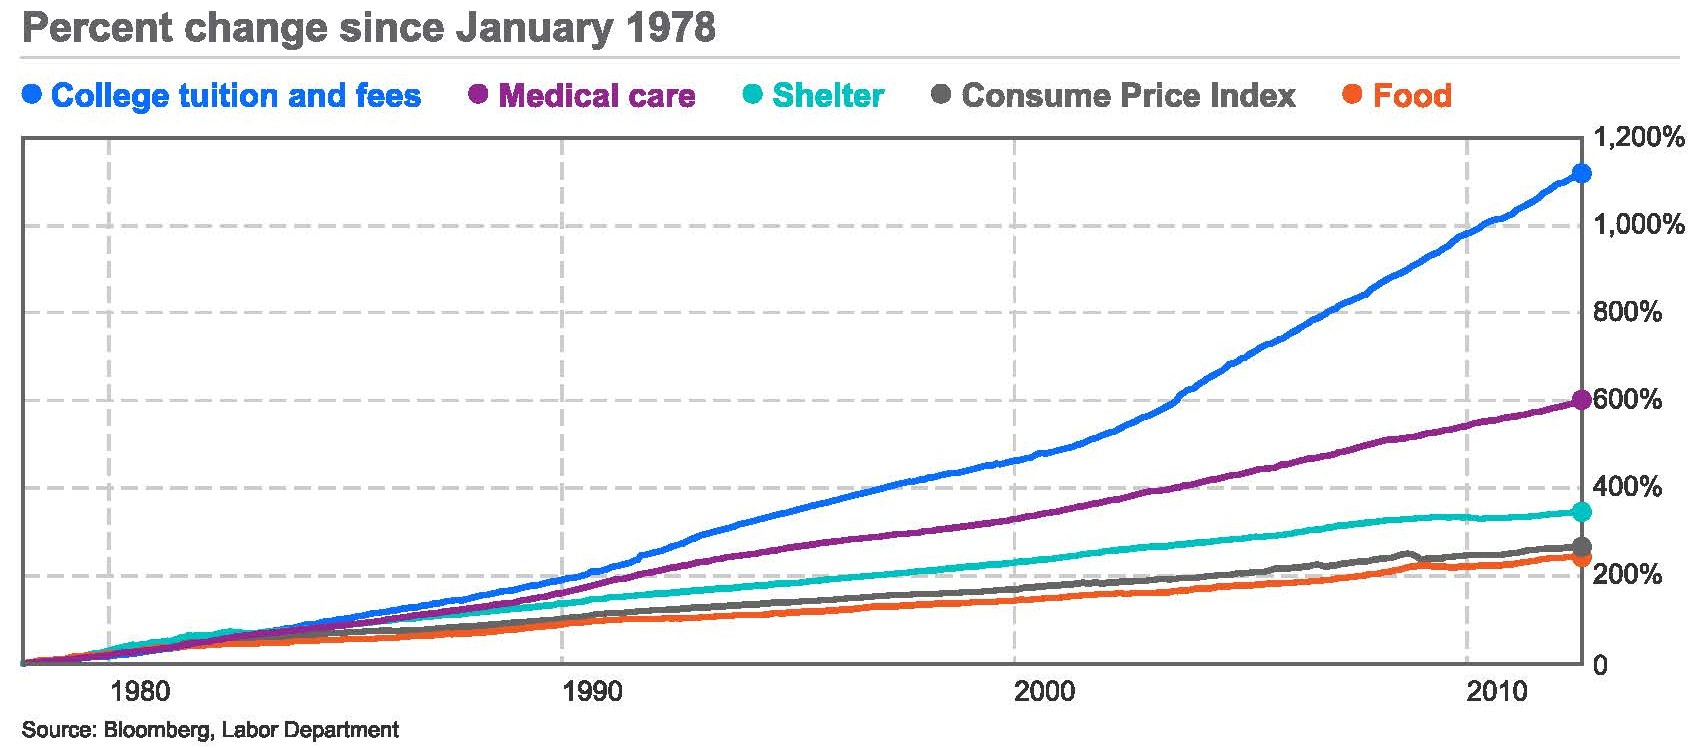 Percent change since January 1978
College tuition and fees Medical care Shelter Consume Price Index Food
1,200%
1,000%
800%
600%
400%
200%
0
1980 1990 2000 2010
Source: Bloomberg, Labor Department